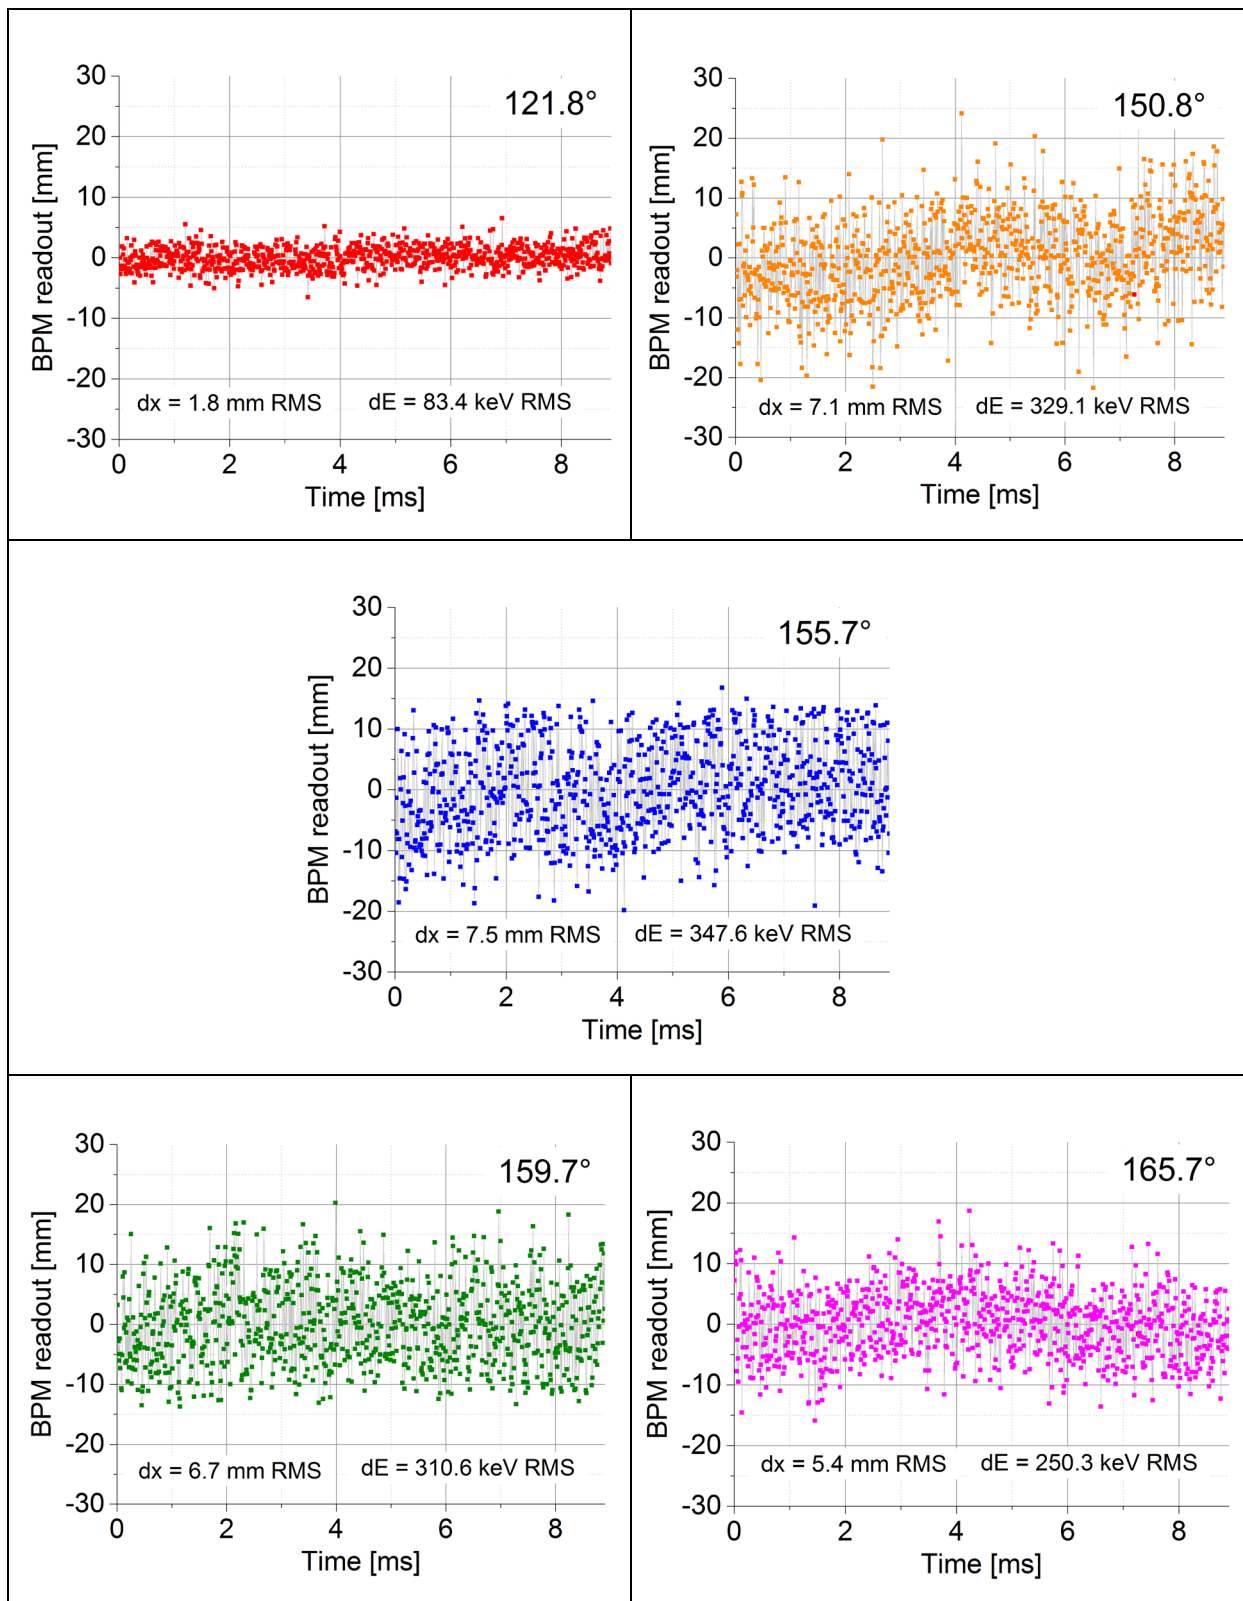 30
20
10
0
-10
-20
-30
BPM readout [mm]
121.8°
dx = 1.8 mm RMS dE = 83.4 keV RMS
0 2 4 6 8
Time [ms]
30
20
10
0
-10
-20
-30
BPM readout [mm]
150.8°
dx = 7.1 mm RMS dE = 329.1 keV RMS
0 2 4 6 8
Time [ms]
30
20
10
0
-10
-20
-30
BPM readout [mm]
155.7°
dx = 7.5 mm RMS dE = 347.6 keV RMS
0 2 4 6 8
Time [ms]
30
20
10
0
-10
-20
-30
BPM readout [mm]
159.7°
dx = 6.7 mm RMS dE = 310.6 keV RMS
0 2 4 6 8
Time [ms]
30
20
10
0
-10
-20
-30
BPM readout [mm]
165.7°
dx = 5.4 mm RMS dE = 250.3 keV RMS
0 2 4 6 8
Time [ms]